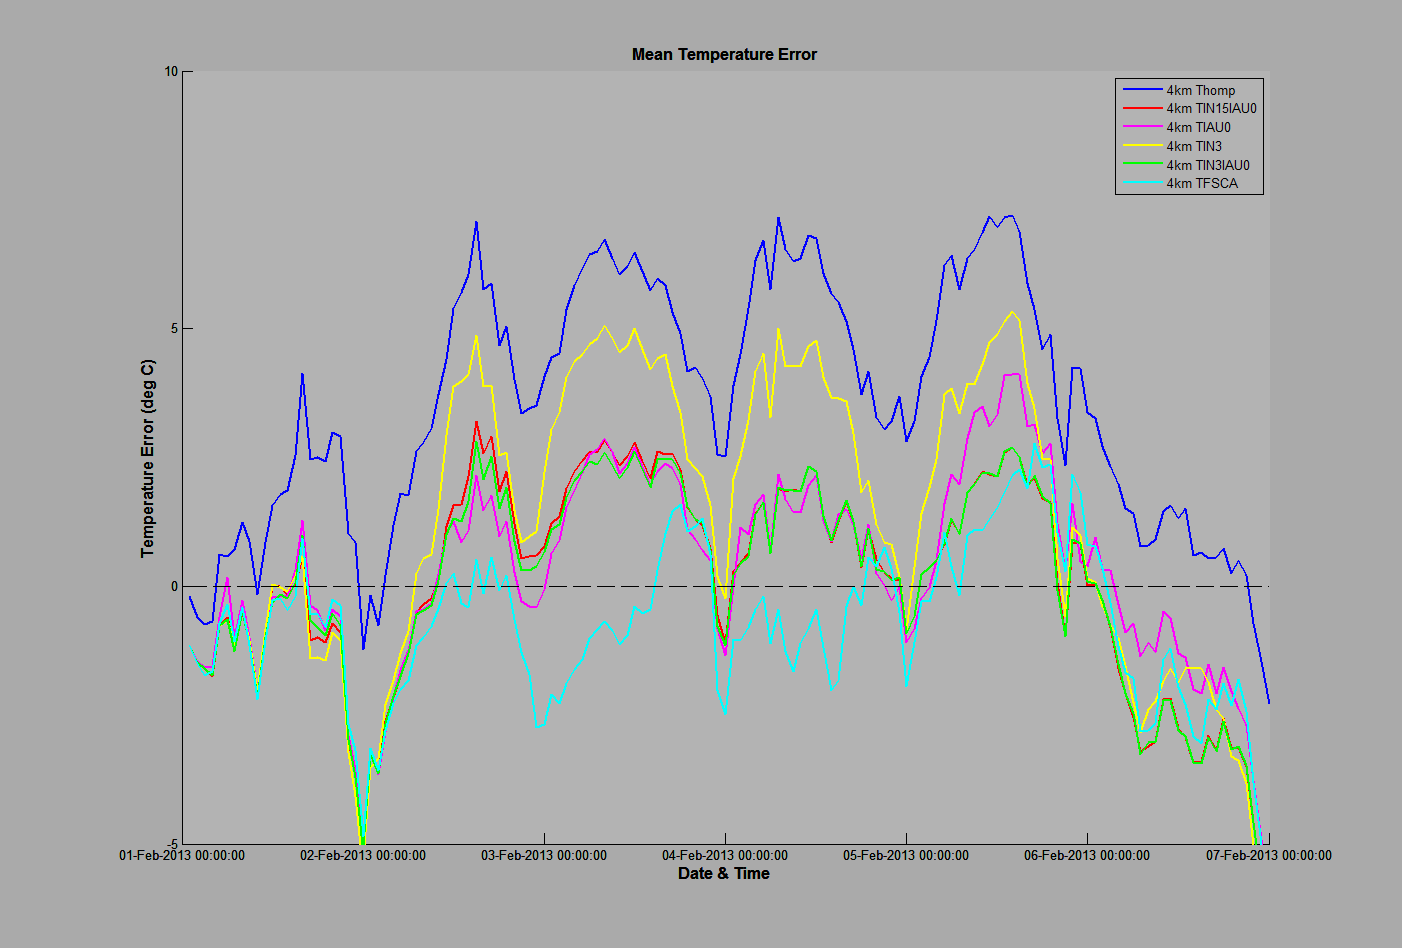 Mean Temperature Error
10
5
0
-5
Temperature Error (deg C)
4km Thomp
4km TIN15IAU0
4km TIAU0
4km TIN3
4km TIN3IAU0
4km TFSCA
01-Feb-2013 00:00:00
02-Feb-2013 00:00:00
03-Feb-2013 00:00:00
04-Feb-2013 00:00:00
05-Feb-2013 00:00:00
06-Feb-2013 00:00:00
07-Feb-2013 00:00:00
Date & Time